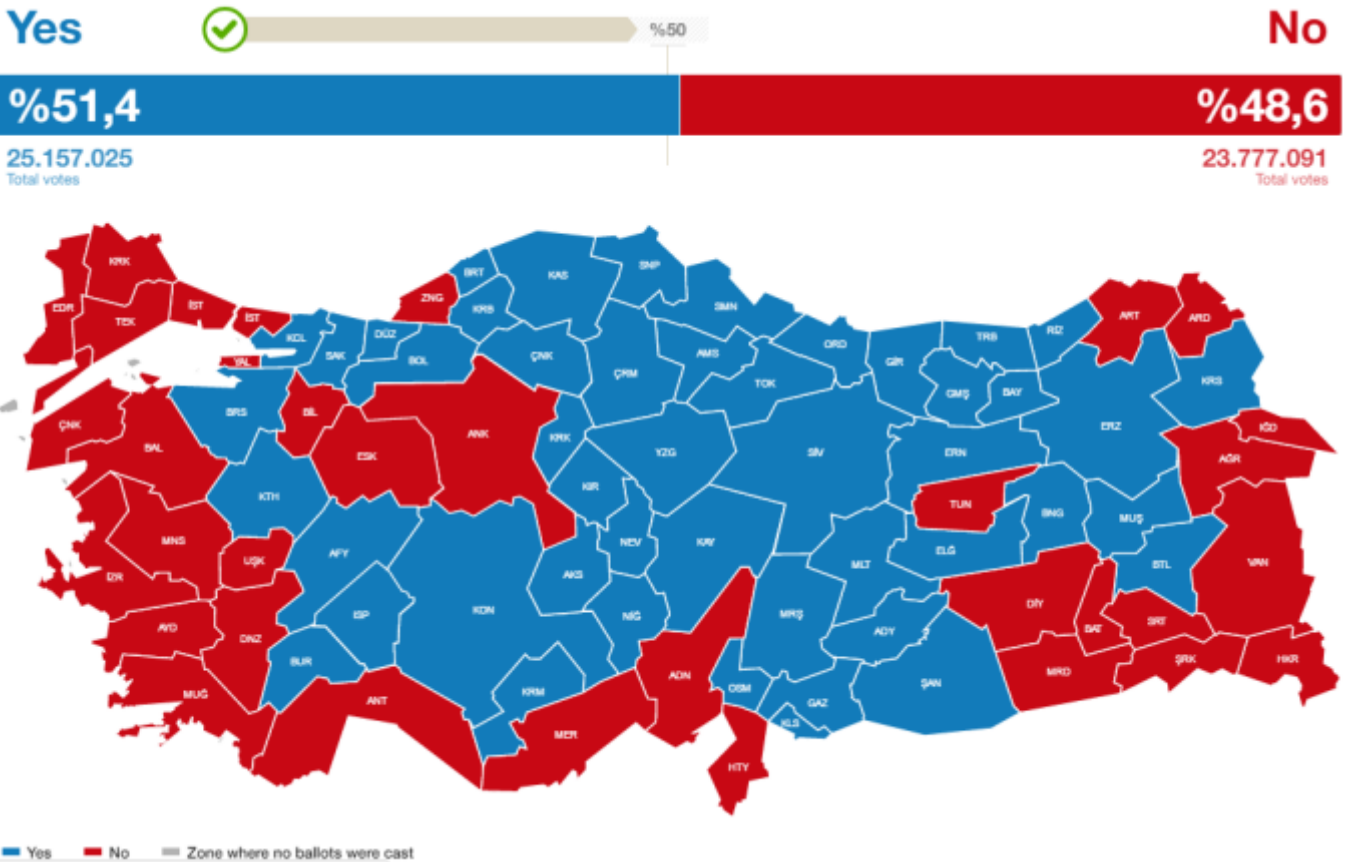 Yes
%50
No
%51,4
%48,6
25.157.025
23.777.091
Total votes
Total votes
KRK
EDR
TEK
İST
İST
YAL
KCL
SAK
DÜZ
BOL
ZNG
BRT
KRB
KAS
SNP
SMN
ÇNK
ÇRM
AMS
TOK
ORD
GİR
TRB
GMŞ
BAY
RİZ
ART
ARD
KRS
ÇNK
BAL
BRS
BİL
ESK
ANK
KRK
YZG
SİV
ERN
ERZ
IĞD
AĞR
KTH
KIR
TUN
BNG
MUŞ
MNS
UŞK
AFY
NEV
KAY
MLT
ELĞ
BTL
VAN
İZR
AKS
AYD
DNZ
ISP
KON
NİĞ
MRŞ
ADY
DİY
BAT
SRT
MUĞ
BUR
ANT
KRM
MER
ADN
OSM
GAZ
KLS
ŞAN
MRD
ŞRK
HKR
HTY
Yes
No
Zone where no ballots were cast